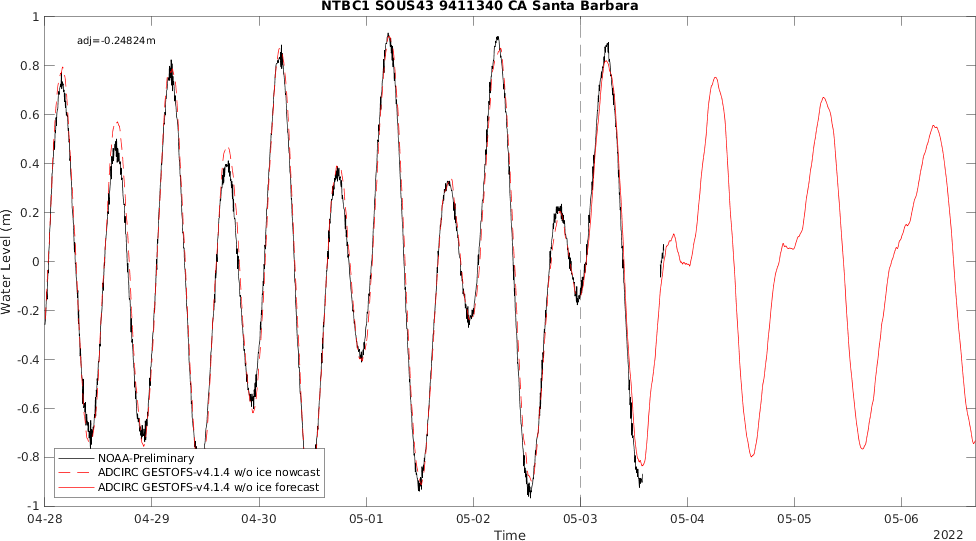 NTBC1 SOUS43 9411340 CA Santa Barbara
adj=-0.24824m
1
0.8
0.6
0.4
0.2
0
-0.2
-0.4
-0.6
-0.8
-1
Water Level (m)
NOAA-Preliminary
ADCIRC GESTOFS-v4.1.4 w/o ice nowcast
ADCIRC GESTOFS-v4.1.4 w/o ice forecast
04-28 04-29 04-30 05-01 05-02 05-03 05-04 05-05 05-06
Time
2022